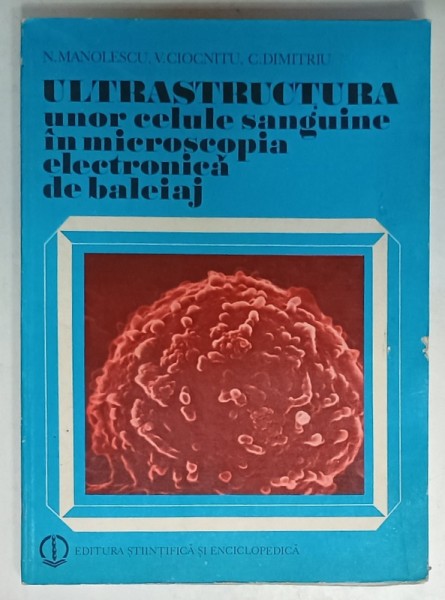 N. MANOLESCU, V. CIOCNITU, C. DIMITRIU
ULTRASTRUCTURA
unor celule sanguine
în microscopia
electronică
de baleiaj
EDITURA ȘTIINȚIFICĂ ȘI ENCICLOPEDICĂ